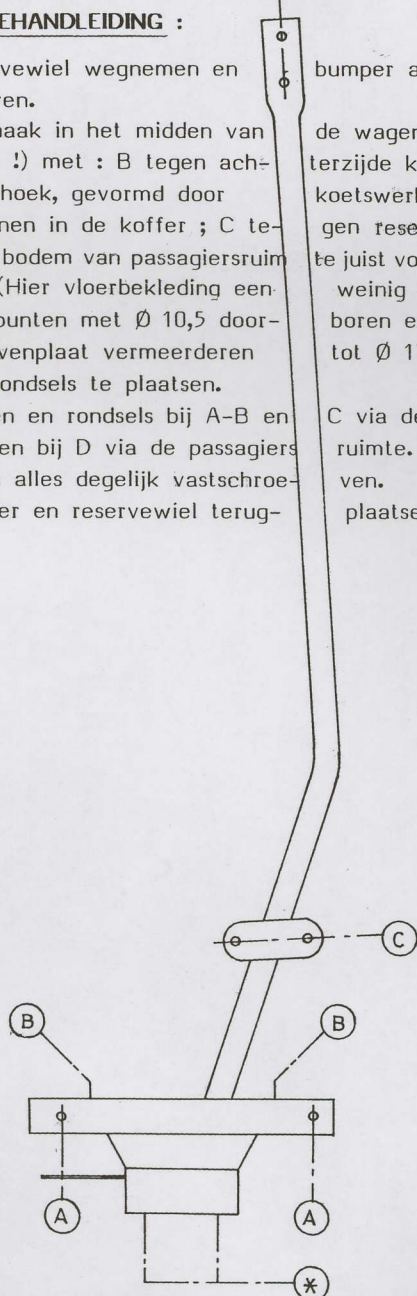 EHANDLEIDING :
vewiel wegnemen en bumper a
en.
aak in het midden van de wagen
!) met : B tegen ach- terzijde k
hoek, gevormd door koetswerk
nen in de koffer ; C te- gen rese
bodem van passagiersruim te juist vo
(Hier vloerbekleding een weinig
punten met Ø 10,5 door- boren e
venplaat vermeerderen tot Ø 1
ondsels te plaatsen.
en en rondsels bij A-B en C via de
en bij D via de passagiers ruimte.
alles degelijk vastschroe- ven.
er en reservewiel terug- plaatse
C
B B
A A
*